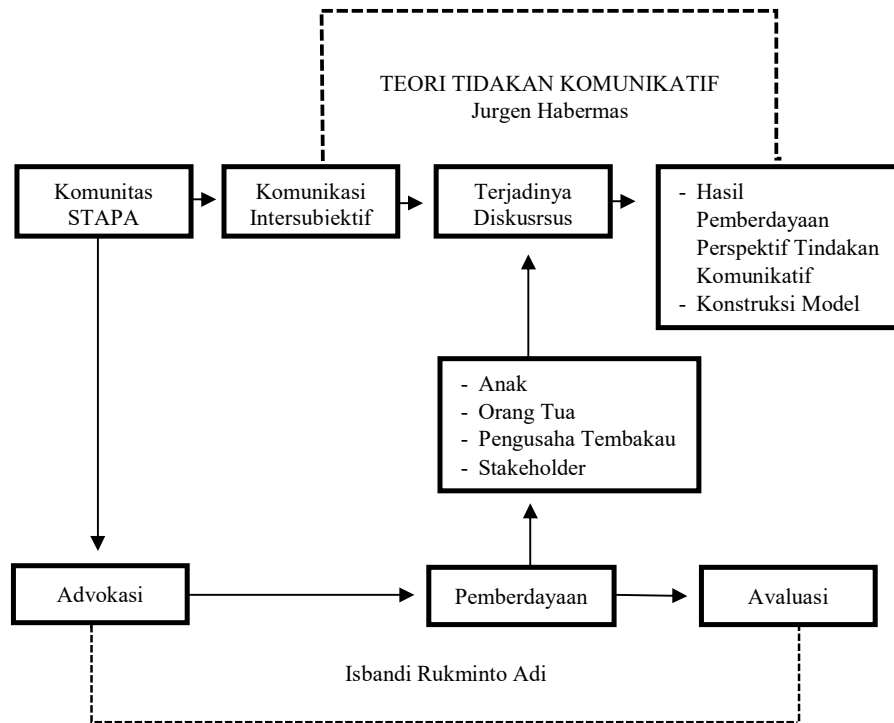 TEORI TIDAKAN KOMUNIKATIF
Jurgen Habermas
Komunitas
STAPA
Komunikasi
Intersubiektif
Terjadinya
Diskusrsus
- Hasil
Pemberdayaan
Perspektif Tindakan
Komunikatif
- Konstruksi Model
- Anak
- Orang Tua
- Pengusaha Tembakau
- Stakeholder
Advokasi
Pemberdayaan
Avaluasi
Isbandi Rukminto Adi